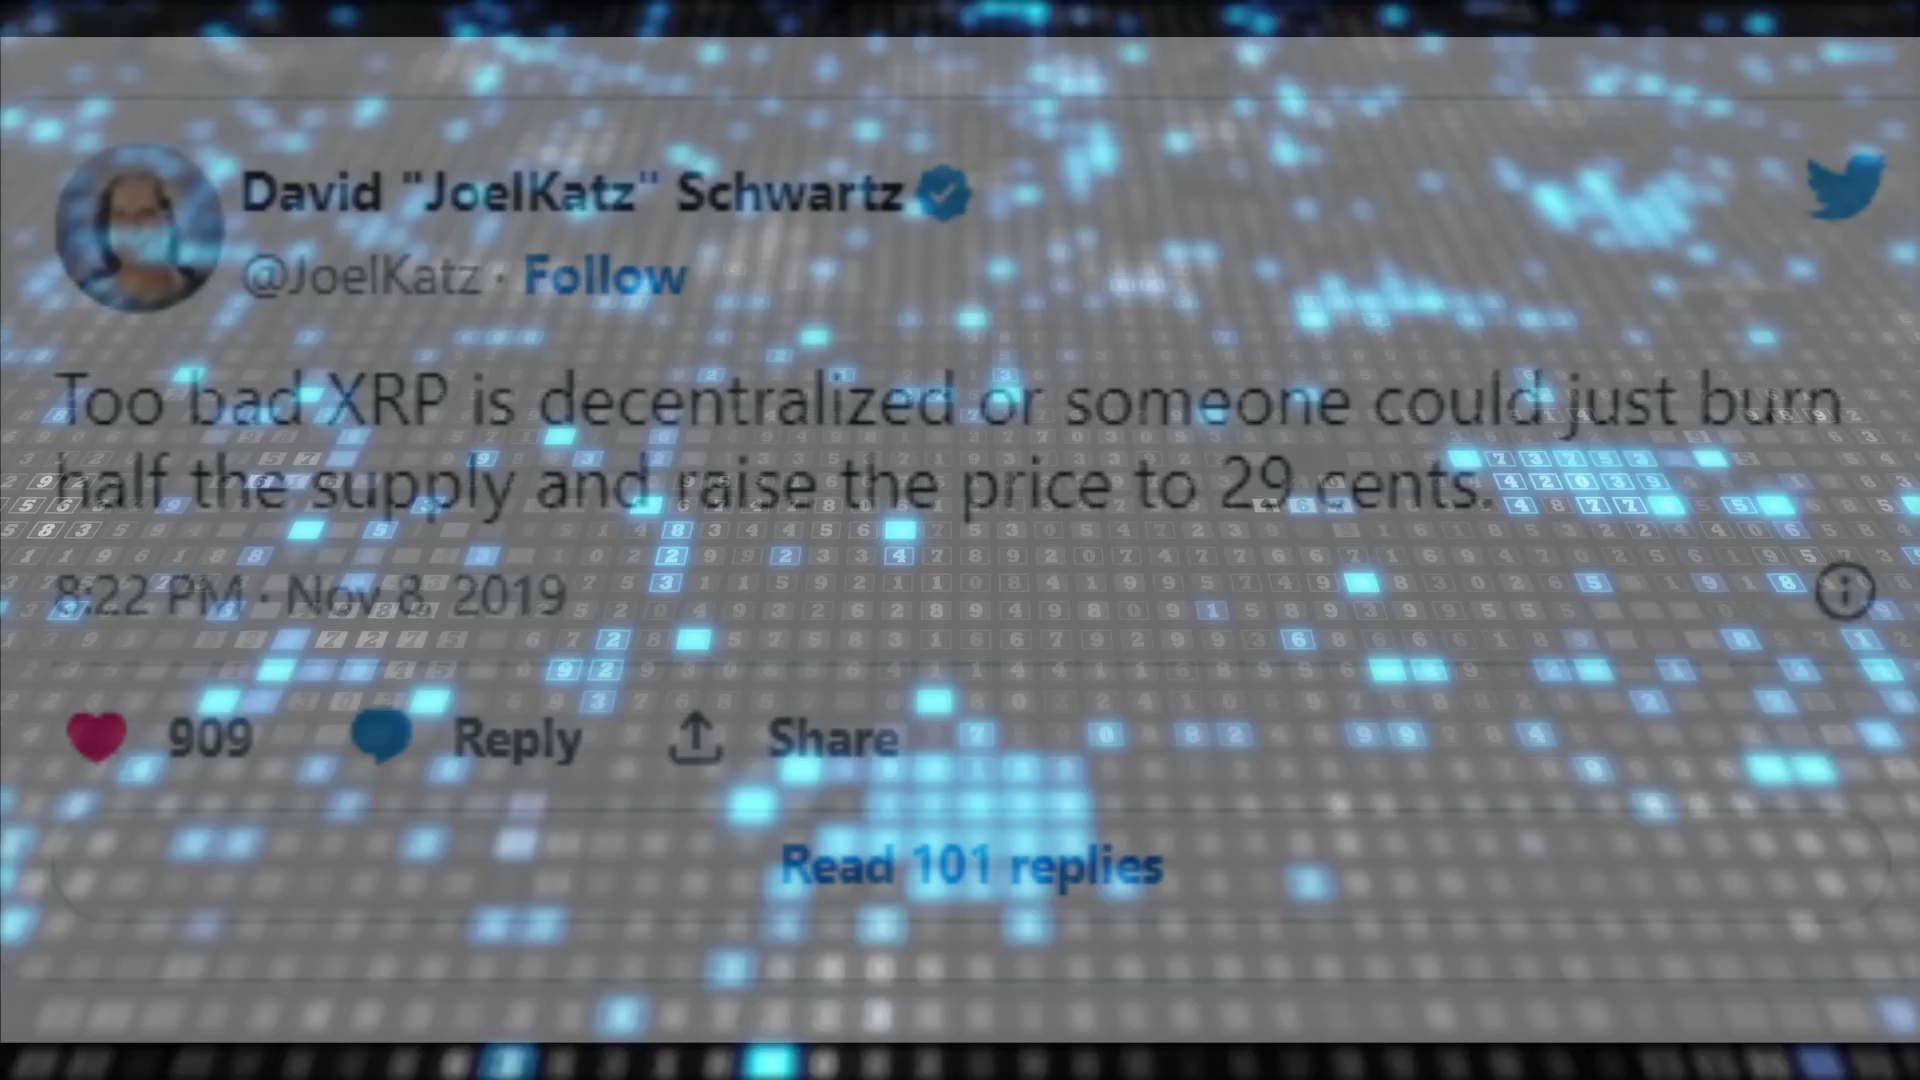 David "JoelKatz" Schwartz
@JoelKatz · Follow
Too bad XRP is decentralized or someone could just burn
half the supply and raise the price to 29 cents.
8:22 PM · Nov 8, 2019
909 Reply Share
Read 101 replies